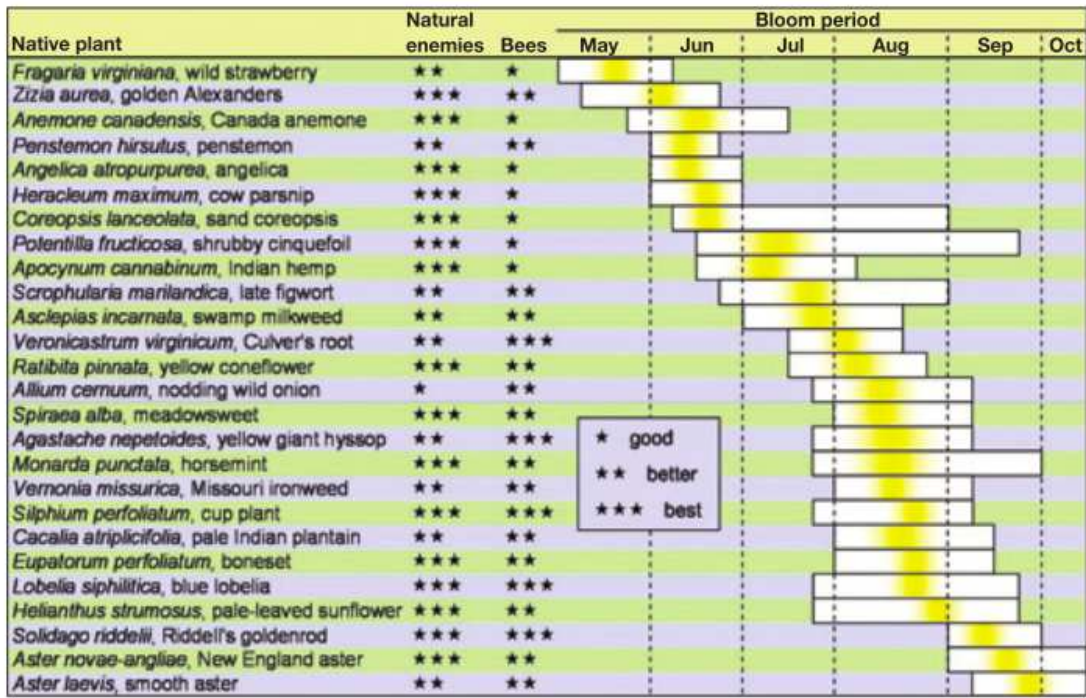 Natural Bloom period
Native plant enemies Bees May Jun Jul Aug Sep Oct
Fragaria virginiana, wild strawberry ★★ ★
Zizia aurea, golden Alexanders ★★★ ★★
Anemone canadensis, Canada anemone ★★★ ★
Penstemon hirsutus, penstemon ★★ ★★
Angelica atropurpurea, angelica ★★★ ★
Heracleum maximum, cow parsnip ★★★ ★
Coreopsis lanceolata, sand coreopsis ★★★ ★
Potentilla fructicosa, shrubby cinquefoil ★★★ ★
Apocynum cannabinum, Indian hemp ★★★ ★
Scrophularia marilandica, late figwort ★★ ★★
Asclepias incarnata, swamp milkweed ★★ ★★
Veronicastrum virginicum, Culver's root ★★ ★★★
Ratibita pinnata, yellow coneflower ★★★ ★★
Allium cernuum, nodding wild onion ★ ★★
Spiraea alba, meadowsweet ★★★ ★★
Agastache nepetoides, yellow giant hyssop ★★ ★★★
Monarda punctata, horsemint ★★★ ★★
Vernonia missurica, Missouri ironweed ★★ ★★
Silphium perfoliatum, cup plant ★★★ ★★★
Cacalia atriplicifolia, pale Indian plantain ★★ ★★
Eupatorum perfoliatum, boneset ★★★ ★★
Lobelia siphilitica, blue lobelia ★★★ ★★★
Helianthus strumosus, pale-leaved sunflower ★★★ ★★
Solidago riddelii, Riddell's goldenrod ★★★ ★★★
Aster novae-angliae, New England aster ★★★ ★★
Aster laevis, smooth aster ★★ ★★
★ good
★★ better
★★★ best